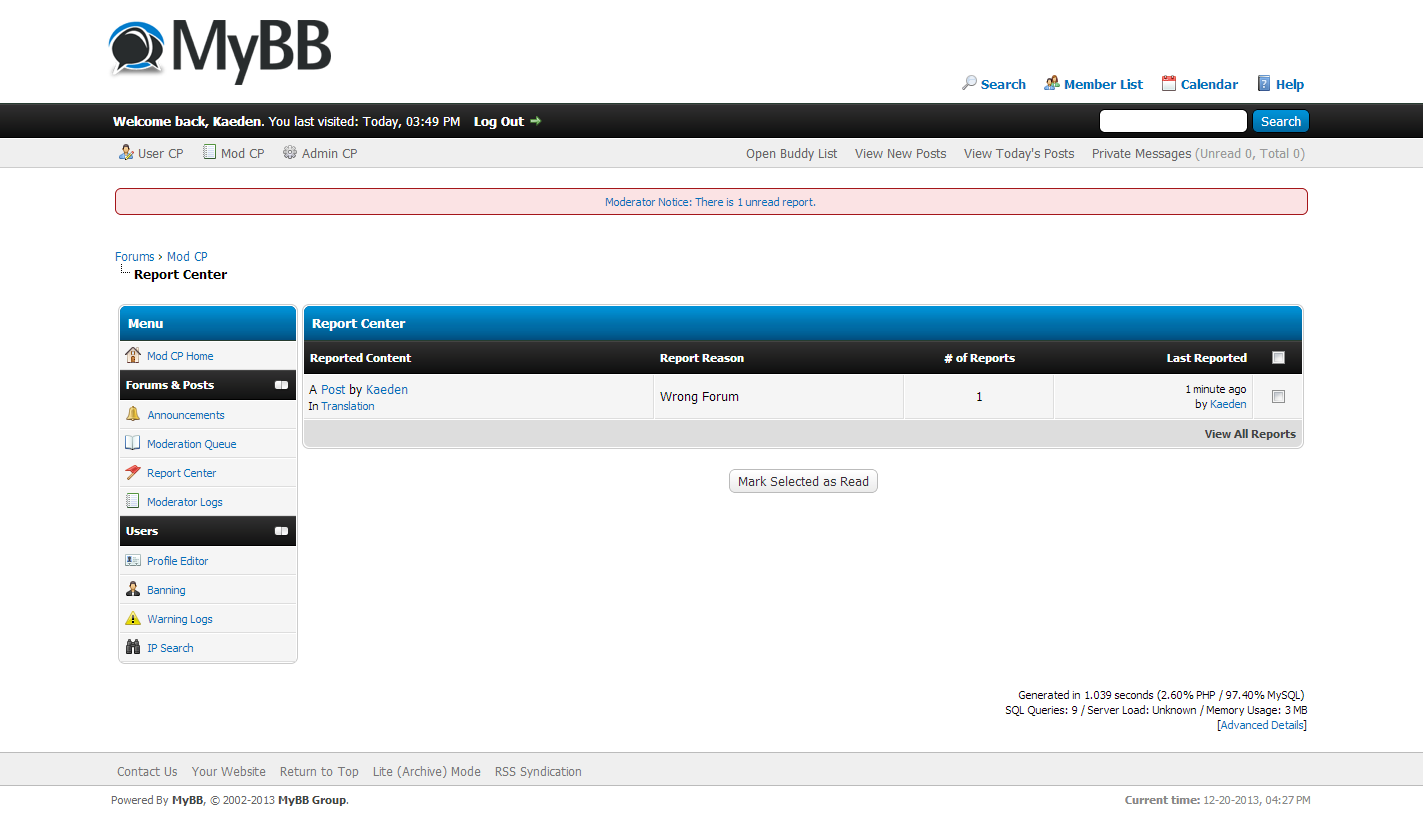 MyBB
Search Member List Calendar Help
Welcome back, Kaeden. You last visited: Today, 03:49 PM Log Out
Search
User CP Mod CP Admin CP
Open Buddy List View New Posts View Today's Posts Private Messages (Unread 0, Total 0)
Moderator Notice: There is 1 unread report.
Forums › Mod CP
Report Center
Menu
Mod CP Home
Forums & Posts
Announcements
Moderation Queue
Report Center
Moderator Logs
Users
Profile Editor
Banning
Warning Logs
IP Search
Report Center
Reported Content Report Reason # of Reports Last Reported
A Post by Kaeden
In Translation
Wrong Forum
1
1 minute ago
by Kaeden
View All Reports
Mark Selected as Read
Generated in 1.039 seconds (2.60% PHP / 97.40% MySQL)
SQL Queries: 9 / Server Load: Unknown / Memory Usage: 3 MB
[Advanced Details]
Contact Us Your Website Return to Top Lite (Archive) Mode RSS Syndication
Powered By MyBB, © 2002-2013 MyBB Group.
Current time: 12-20-2013, 04:27 PM